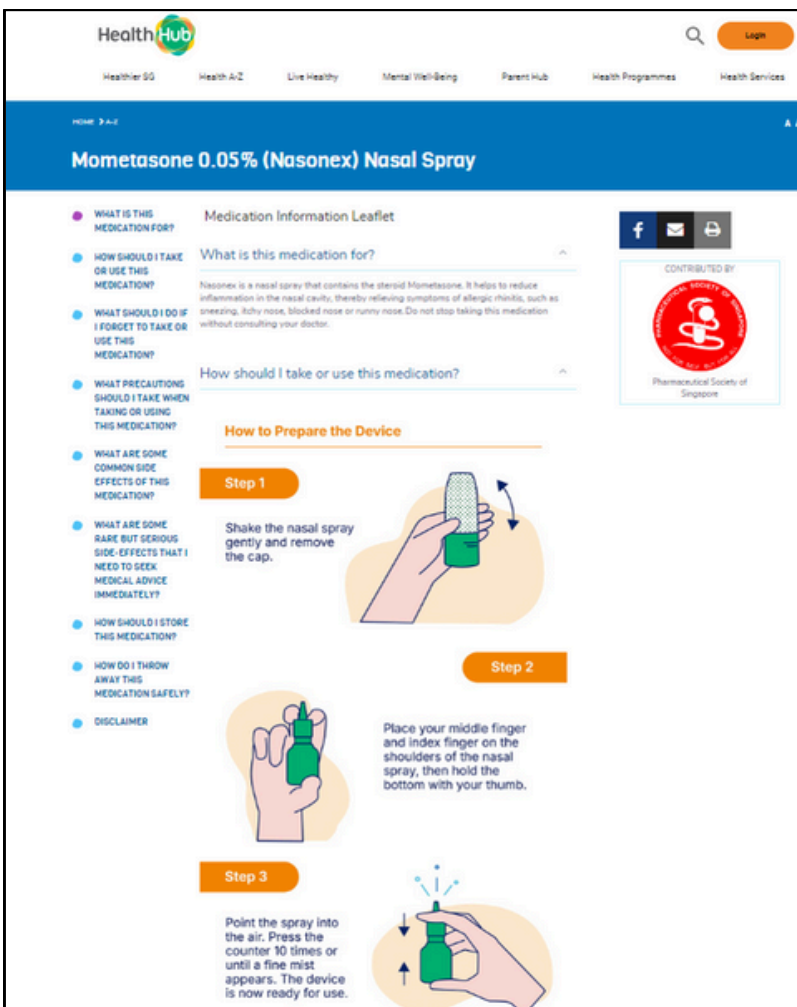 HealthHub
Login
Healthier SG Health A-Z Live Healthy Mental Well-Being Parent Hub Health Programmes Health Services
HOME > A-Z
A
Mometasone 0.05% (Nasonex) Nasal Spray
WHAT IS THIS
MEDICATION FOR?
HOW SHOULD I TAKE
OR USE THIS
MEDICATION?
WHAT SHOULD I DO IF
I FORGET TO TAKE OR
USE THIS
MEDICATION?
WHAT PRECAUTIONS
SHOULD I TAKE WHEN
TAKING OR USING
THIS MEDICATION?
WHAT ARE SOME
COMMON SIDE
EFFECTS OF THIS
MEDICATION?
WHAT ARE SOME
RARE BUT SERIOUS
SIDE-EFFECTS THAT I
NEED TO SEEK
MEDICAL ADVICE
IMMEDIATELY?
HOW SHOULD I STORE
THIS MEDICATION?
HOW DO I THROW
AWAY THIS
MEDICATION SAFELY?
DISCLAIMER
Medication Information Leaflet
What is this medication for?
Nasonex is a nasal spray that contains the steroid Mometasone. It helps to reduce
inflammation in the nasal cavity, thereby relieving symptoms of allergic rhinitis, such as
sneezing, itchy nose, blocked nose or runny nose. Do not stop taking this medication
without consulting your doctor.
How should I take or use this medication?
How to Prepare the Device
Step 1
Shake the nasal spray
gently and remove
the cap.
Step 2
Place your middle finger
and index finger on the
shoulders of the nasal
spray, then hold the
bottom with your thumb.
Step 3
Point the spray into
the air. Press the
counter 10 times or
until a fine mist
appears. The device
is now ready for use.
f
CONTRIBUTED BY
PHARMACEUTICAL SOCIETY OF SINGAPORE
NOT FOR SELF BUT FOR ALL
Pharmaceutical Society of
Singapore